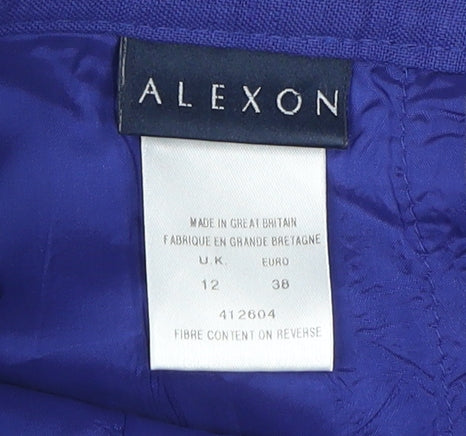 ALEXON
MADE IN GREAT BRITAIN
FABRIQUE EN GRANDE BRETAGNE
U.K. EURO
12 38
412604
FIBRE CONTENT ON REVERSE